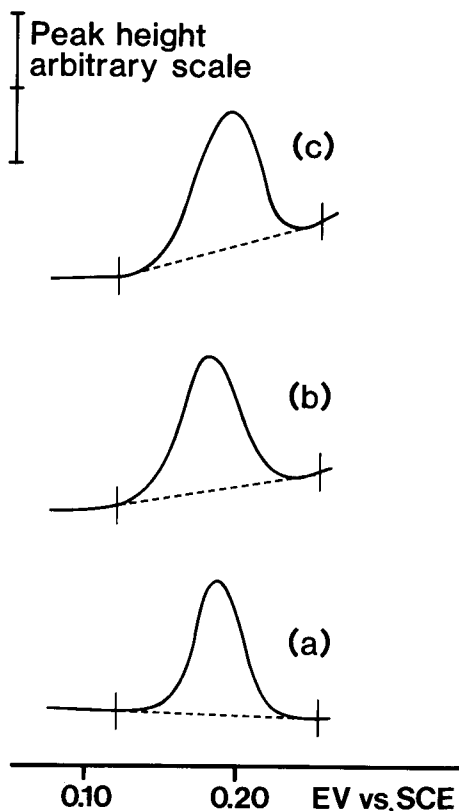 Peak height
arbitrary scale
(c)
(b)
(a)
0.10 0.20 EV vs.SCE